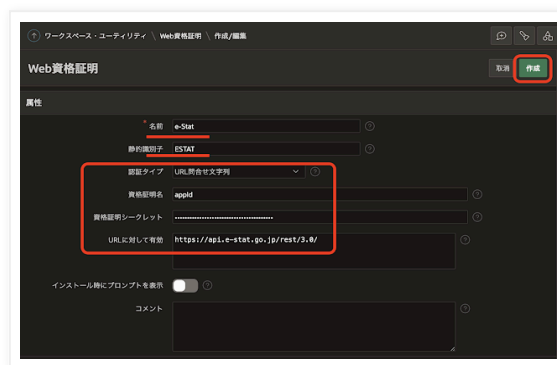 ワークスペース・ユーティリティ \ Web資格証明 \ 作成/編集
Web資格証明
取消
作成
属性
* 名前 e-Stat
静的識別子 ESTAT
認証タイプ URL問合せ文字列
資格証明名 appId
資格証明シークレット ••••••••••••••••••••••••••••••••••••••••
URLに対して有効 https://api.e-stat.go.jp/rest/3.0/
インストール時にプロンプトを表示
コメント